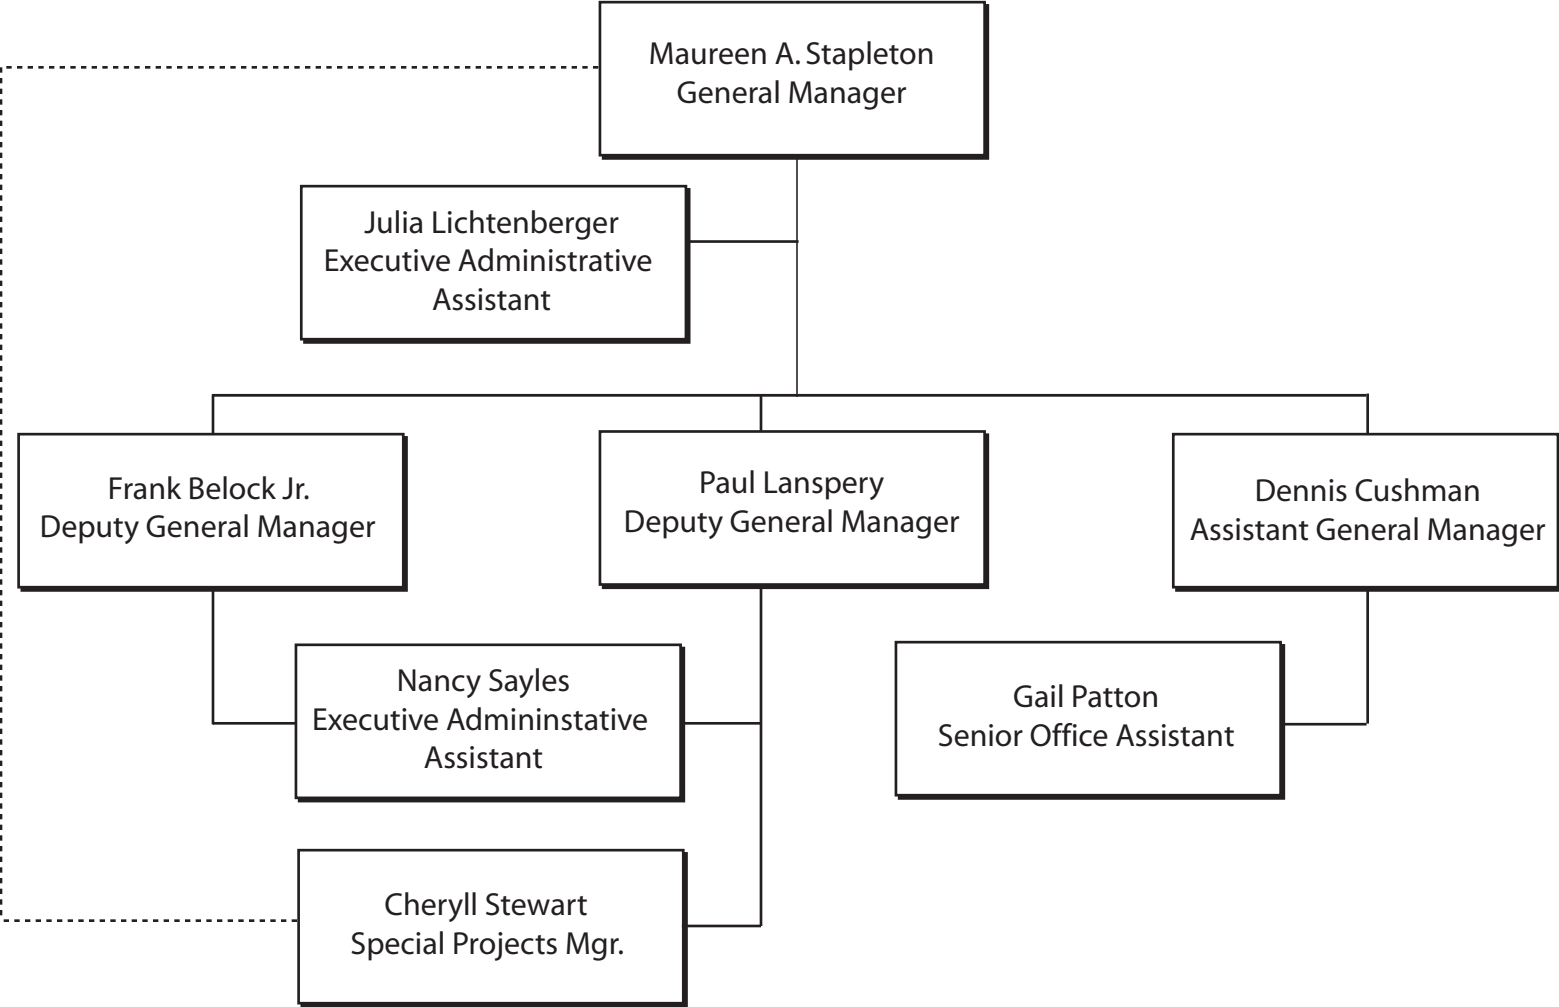 Maureen A. Stapleton
General Manager
Julia Lichtenberger
Executive Administrative
Assistant
Frank Belock Jr.
Deputy General Manager
Paul Lanspery
Deputy General Manager
Dennis Cushman
Assistant General Manager
Nancy Sayles
Executive Admininstative
Assistant
Gail Patton
Senior Office Assistant
Cheryll Stewart
Special Projects Mgr.